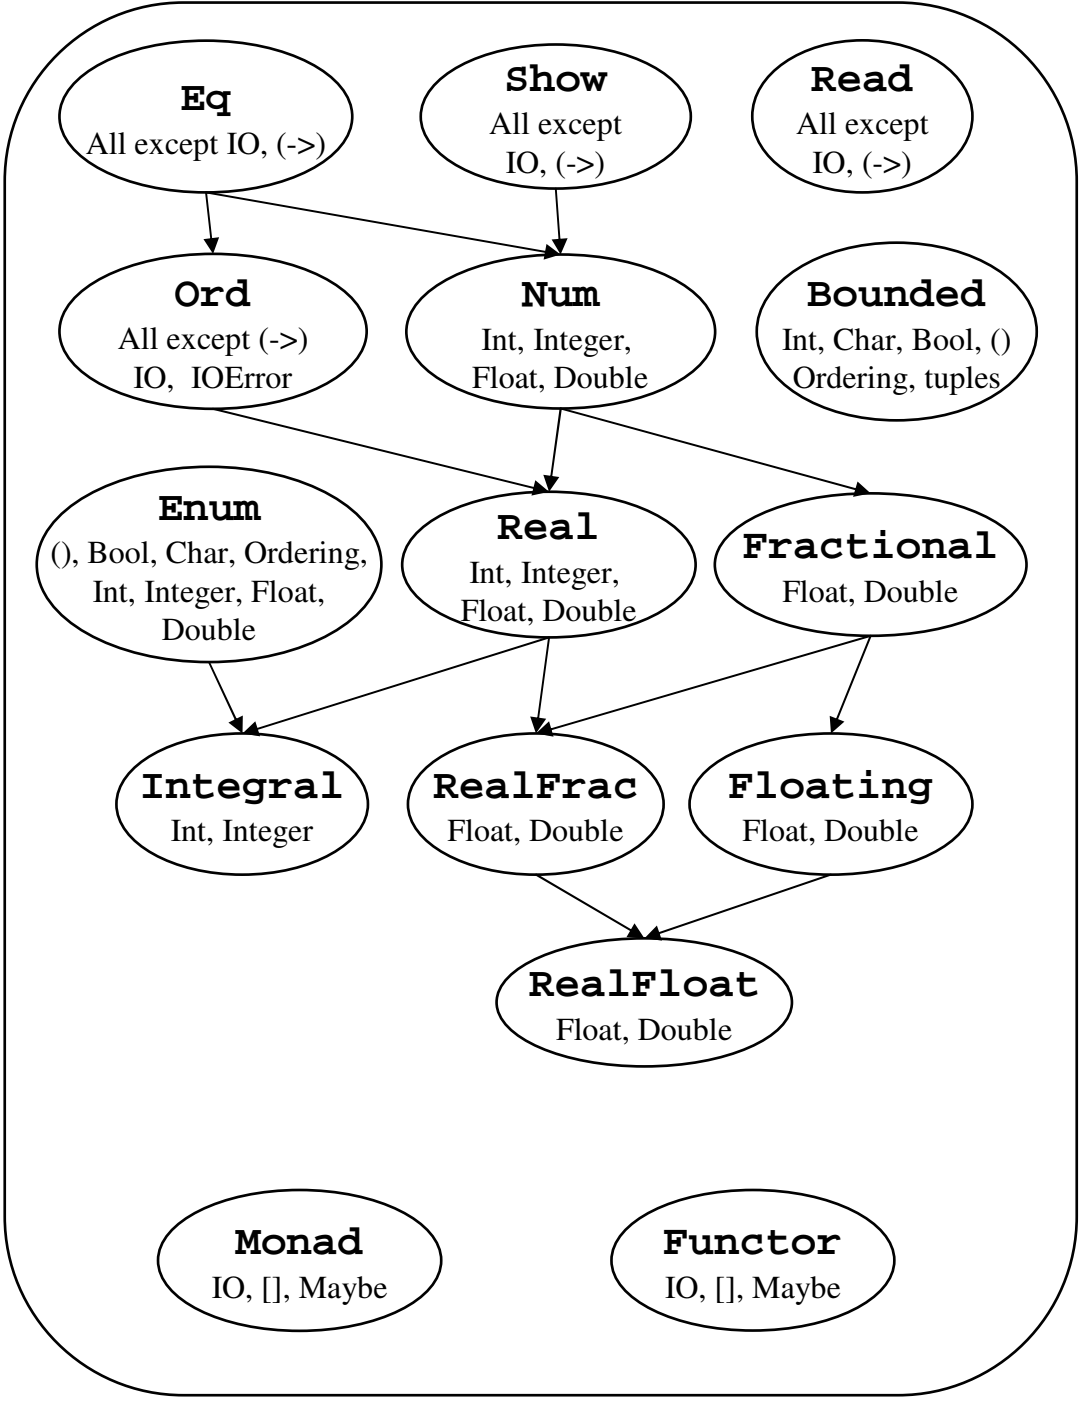 Eq
All except IO, (->)
Show
All except
IO, (->)
Read
All except
IO, (->)
Ord
All except (->)
IO, IOError
Num
Int, Integer,
Float, Double
Bounded
Int, Char, Bool, ()
Ordering, tuples
Enum
(), Bool, Char, Ordering,
Int, Integer, Float,
Double
Real
Int, Integer,
Float, Double
Fractional
Float, Double
Integral
Int, Integer
RealFrac
Float, Double
Floating
Float, Double
RealFloat
Float, Double
Monad
IO, [], Maybe
Functor
IO, [], Maybe